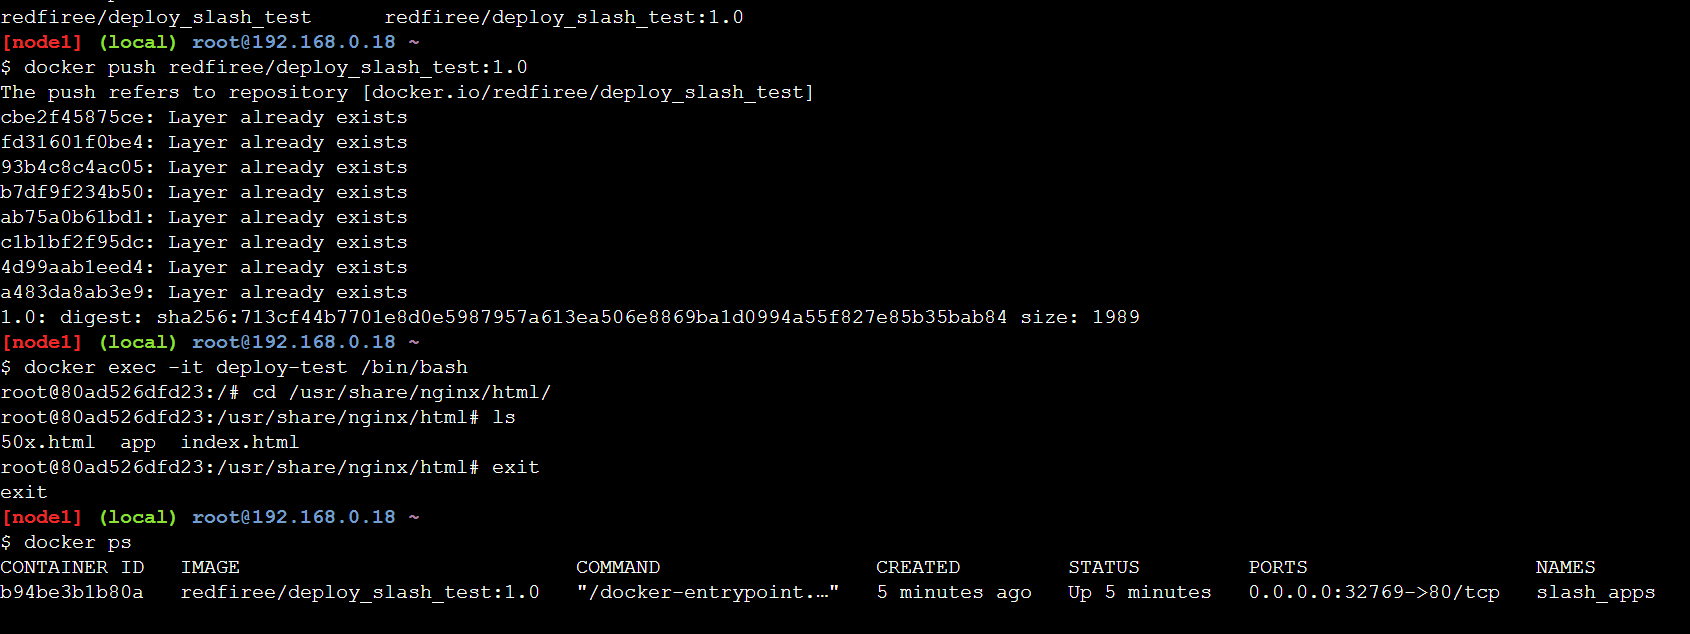 redfiree/deploy_slash_test redfiree/deploy_slash_test:1.0
[node1] (local) root@192.168.0.18 ~
$ docker push redfiree/deploy_slash_test:1.0
The push refers to repository [docker.io/redfiree/deploy_slash_test]
cbe2f45875ce: Layer already exists
fd31601f0be4: Layer already exists
93b4c8c4ac05: Layer already exists
b7df9f234b50: Layer already exists
ab75a0b61bd1: Layer already exists
c1b1bf2f95dc: Layer already exists
4d99aab1eed4: Layer already exists
a483da8ab3e9: Layer already exists
1.0: digest: sha256:713cf44b7701e8d0e5987957a613ea506e8869ba1d0994a55f827e85b35bab84 size: 1989
[node1] (local) root@192.168.0.18 ~
$ docker exec -it deploy-test /bin/bash
root@80ad526dfd23:/# cd /usr/share/nginx/html/
root@80ad526dfd23:/usr/share/nginx/html# ls
50x.html app index.html
root@80ad526dfd23:/usr/share/nginx/html# exit
exit
[node1] (local) root@192.168.0.18 ~
$ docker ps
CONTAINER ID IMAGE COMMAND CREATED STATUS PORTS NAMES
b94be3b1b80a redfiree/deploy_slash_test:1.0 "/docker-entrypoint.…" 5 minutes ago Up 5 minutes 0.0.0.0:32769->80/tcp slash_apps